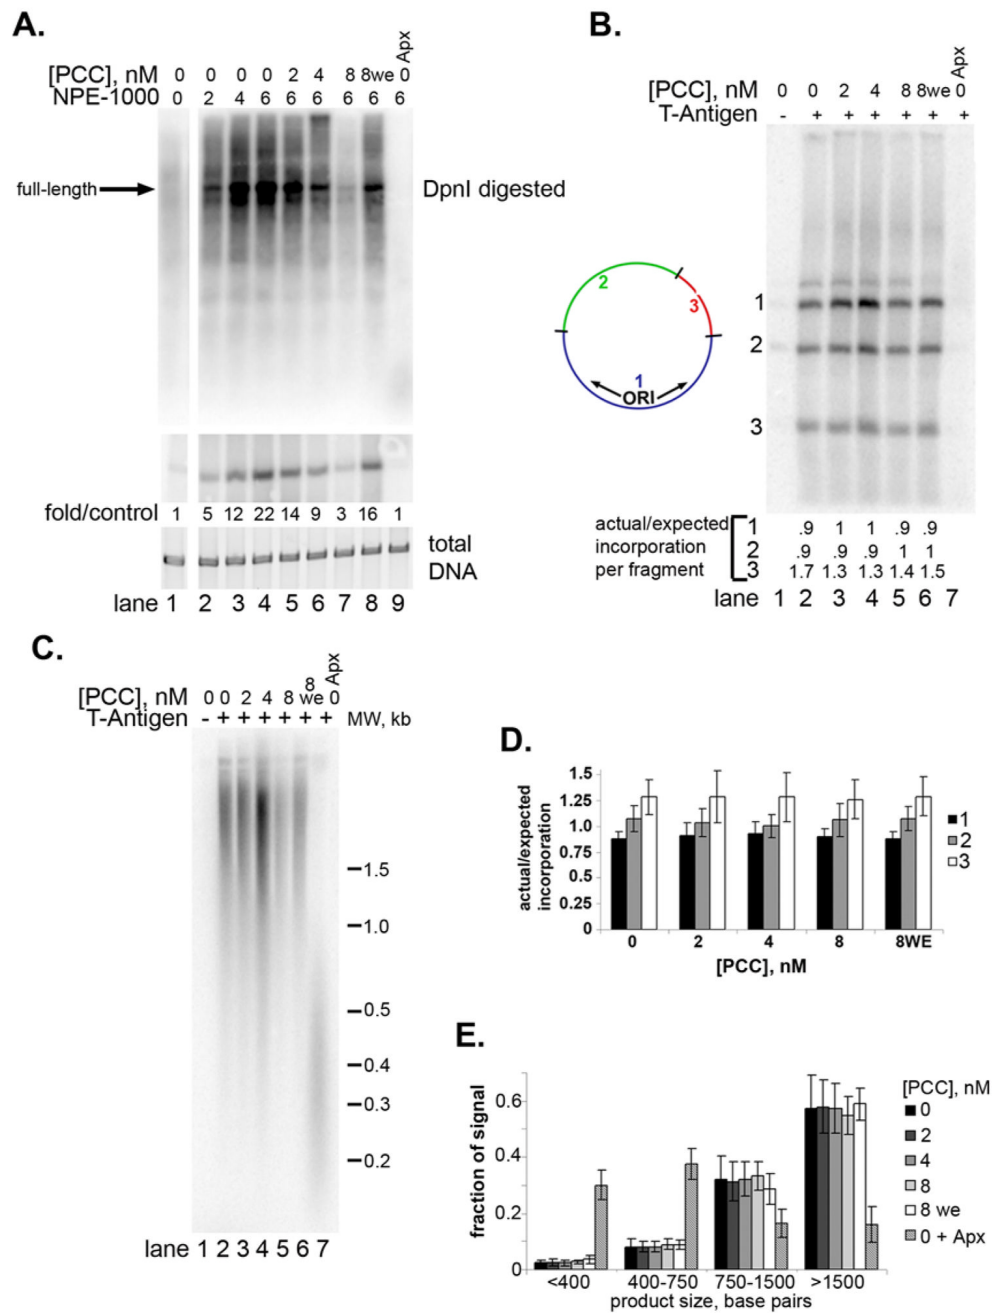 A.
Apx
[PCC], nM 0 0 0 0 2 4 8 8we 0
NPE-1000 0 2 4 6 6 6 6 6 6
full-length
DpnI digested
fold/control 1 5 12 22 14 9 3 16 1
total
DNA
lane 1 2 3 4 5 6 7 8 9
B.
Apx
[PCC], nM 0 0 2 4 8 8we 0
T-Antigen - + + + + + +
2
3
1
ORI
1
2
3
actual/expected 1 .9 1 1 .9 .9
incorporation 2 .9 .9 .9 1 1
per fragment 3 1.7 1.3 1.3 1.4 1.5
lane 1 2 3 4 5 6 7
C.
Apx
8
[PCC], nM 0 0 2 4 8 we 0
T-Antigen - + + + + + + MW, kb
1.5
1.0
0.5
0.4
0.3
0.2
lane 1 2 3 4 5 6 7
D.
actual/expected
incorporation
1.5
1.25
1.0
0.75
0.5
0.25
0
0 2 4 8 8WE
[PCC], nM
1
2
3
E.
fraction of signal
0.6
0.4
0.2
0
<400 400-750 750-1500 >1500
product size, base pairs
[PCC], nM
0
2
4
8
8 we
0 + Apx